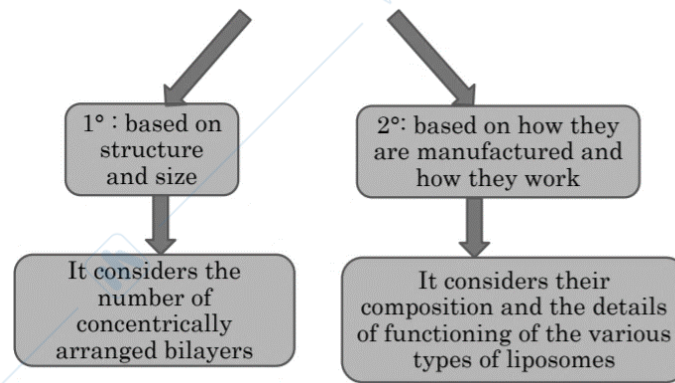 1° : based on
structure
and size
2°: based on how they
are manufactured and
how they work
It considers the
number of
concentrically
arranged bilayers
It considers their
composition and the details
of functioning of the various
types of liposomes